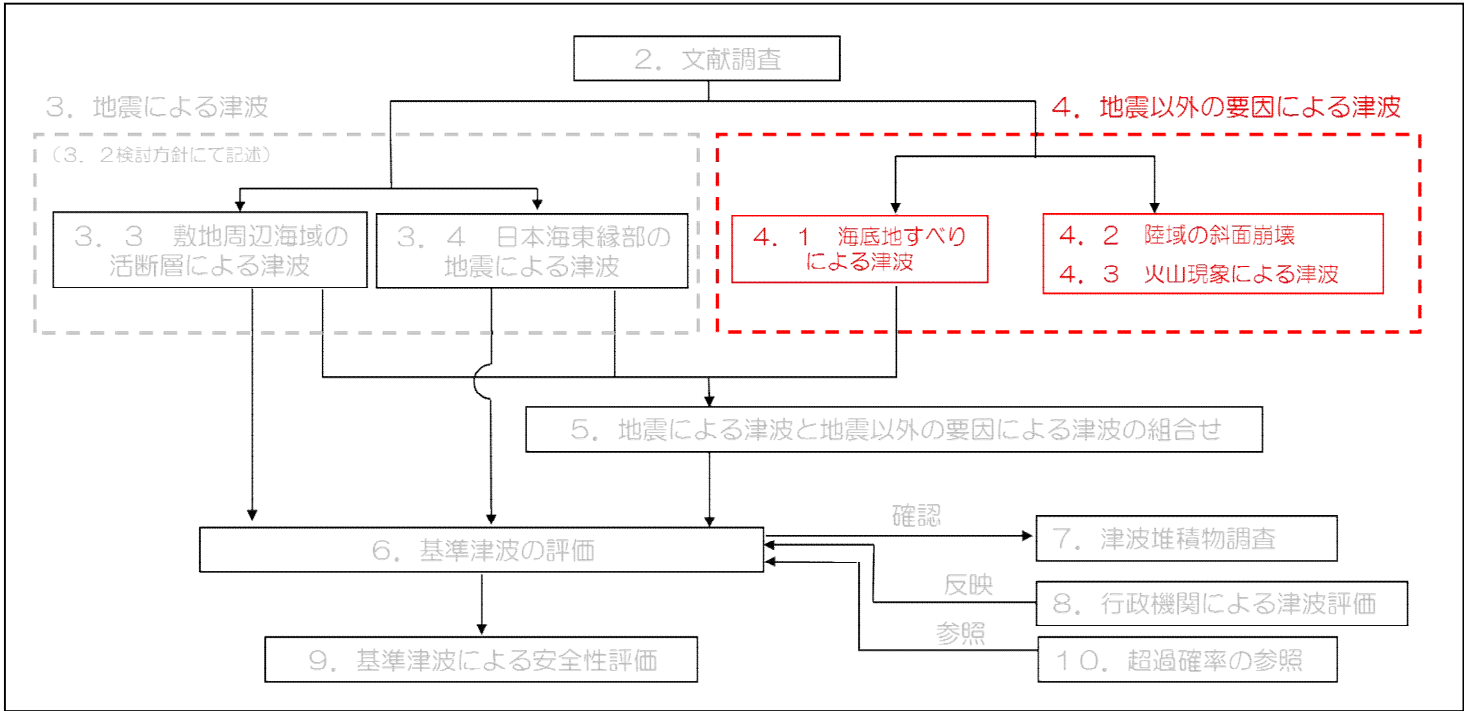 2．文献調査
3．地震による津波
4．地震以外の要因による津波
(3．2検討方針にて記述)
3．3　敷地周辺海域の
活断層による津波
3．4　日本海東縁部の
地震による津波
4．1　海底地すべり
による津波
4．2　陸域の斜面崩壊
4．3　火山現象による津波
5．地震による津波と地震以外の要因による津波の組合せ
6．基準津波の評価
確認
7．津波堆積物調査
反映
8．行政機関による津波評価
参照
9．基準津波による安全性評価
10．超過確率の参照